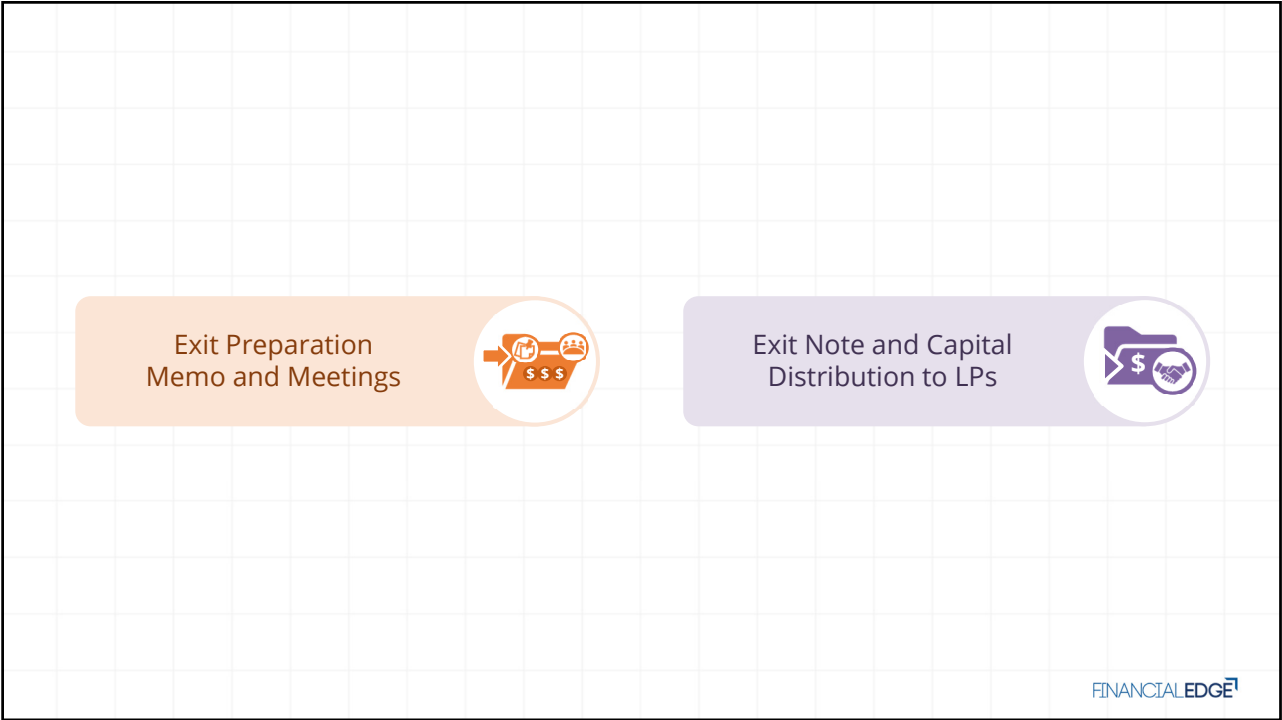 Exit Preparation
Memo and Meetings
$ $ $
Exit Note and Capital
Distribution to LPs
$
FINANCIALEDGE